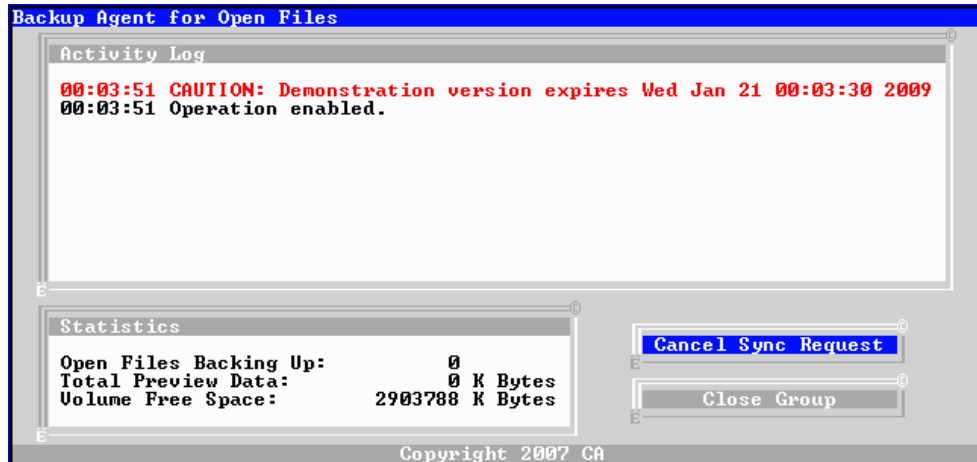 Backup Agent for Open Files
Activity Log
00:03:51 CAUTION: Demonstration version expires Wed Jan 21 00:03:30 2009
00:03:51 Operation enabled.
Statistics
Open Files Backing Up: 0
Total Preview Data: 0 K Bytes
Volume Free Space: 2903788 K Bytes
Cancel Sync Request
Close Group
Copyright 2007 CA